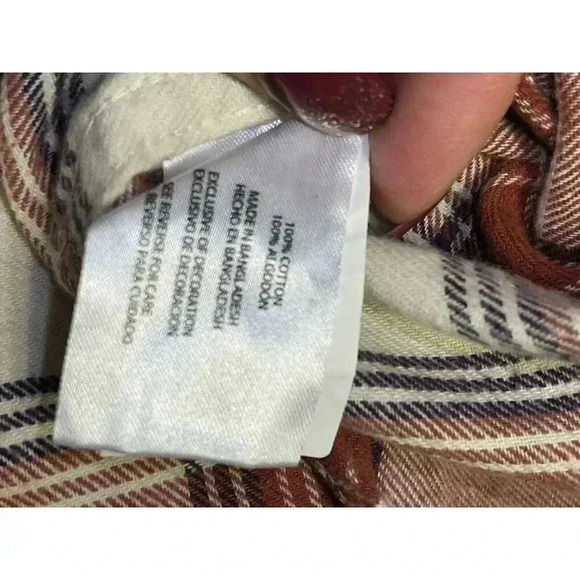 100% COTTON
100% ALGODON
MADE IN BANGLADESH
HECHO EN BANGLADESH
EXCLUSIVE OF DECORATION
EXCLUSIVO DE DECORACION
SEE REVERSE FOR CARE
REVERSO PARA CUIDADO